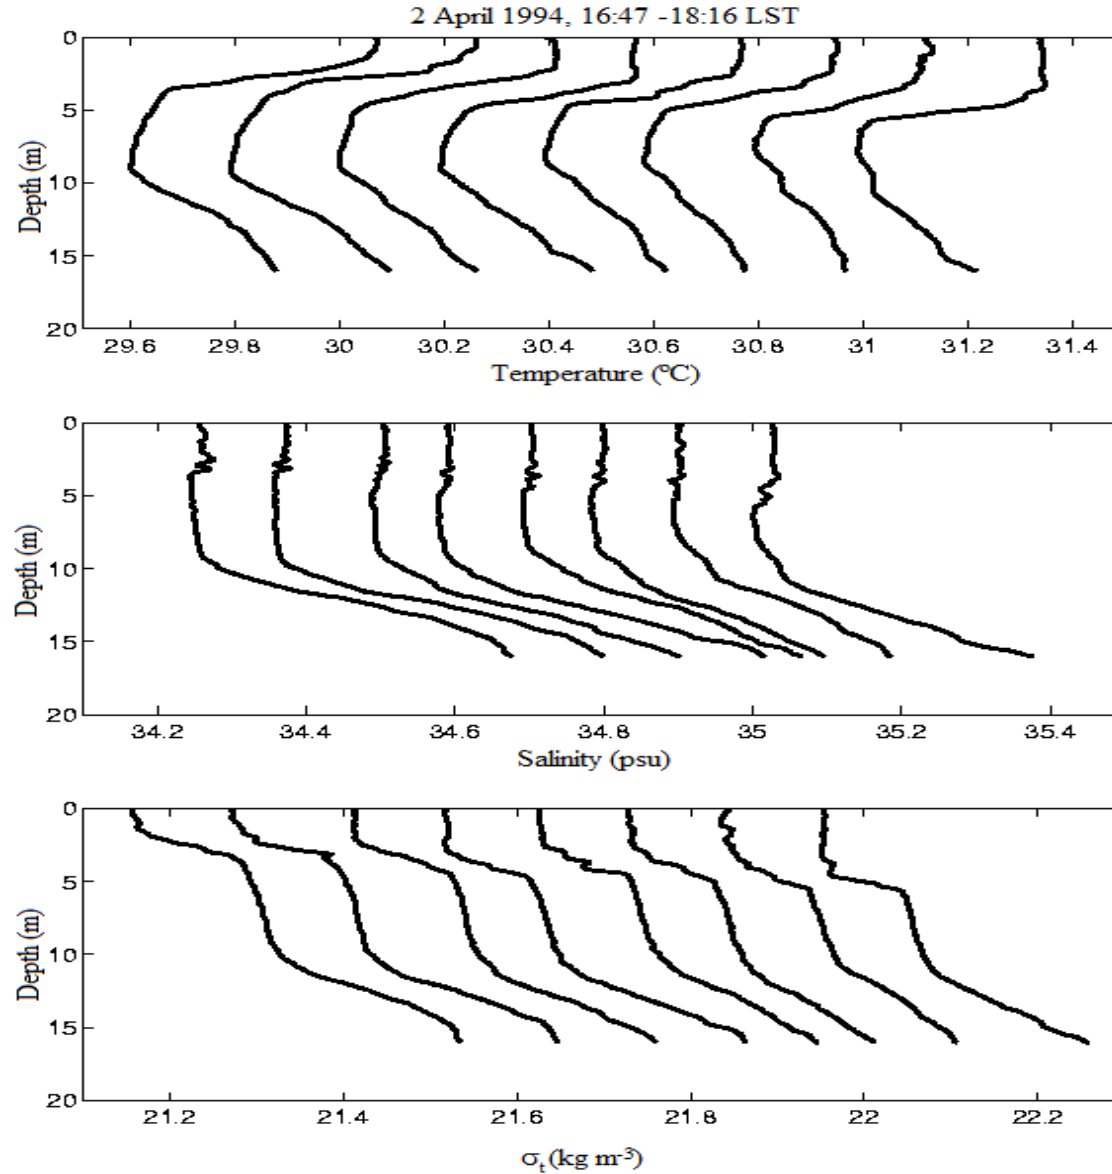 2 April 1994, 16:47 -18:16 LST
0
5
10
15
20
Depth (m)
29.6 29.8 30 30.2 30.4 30.6 30.8 31 31.2 31.4
Temperature (ºC)
0
5
10
15
20
Depth (m)
34.2 34.4 34.6 34.8 35 35.2 35.4
Salinity (psu)
0
5
10
15
20
Depth (m)
21.2 21.4 21.6 21.8 22 22.2
σt (kg m-3)